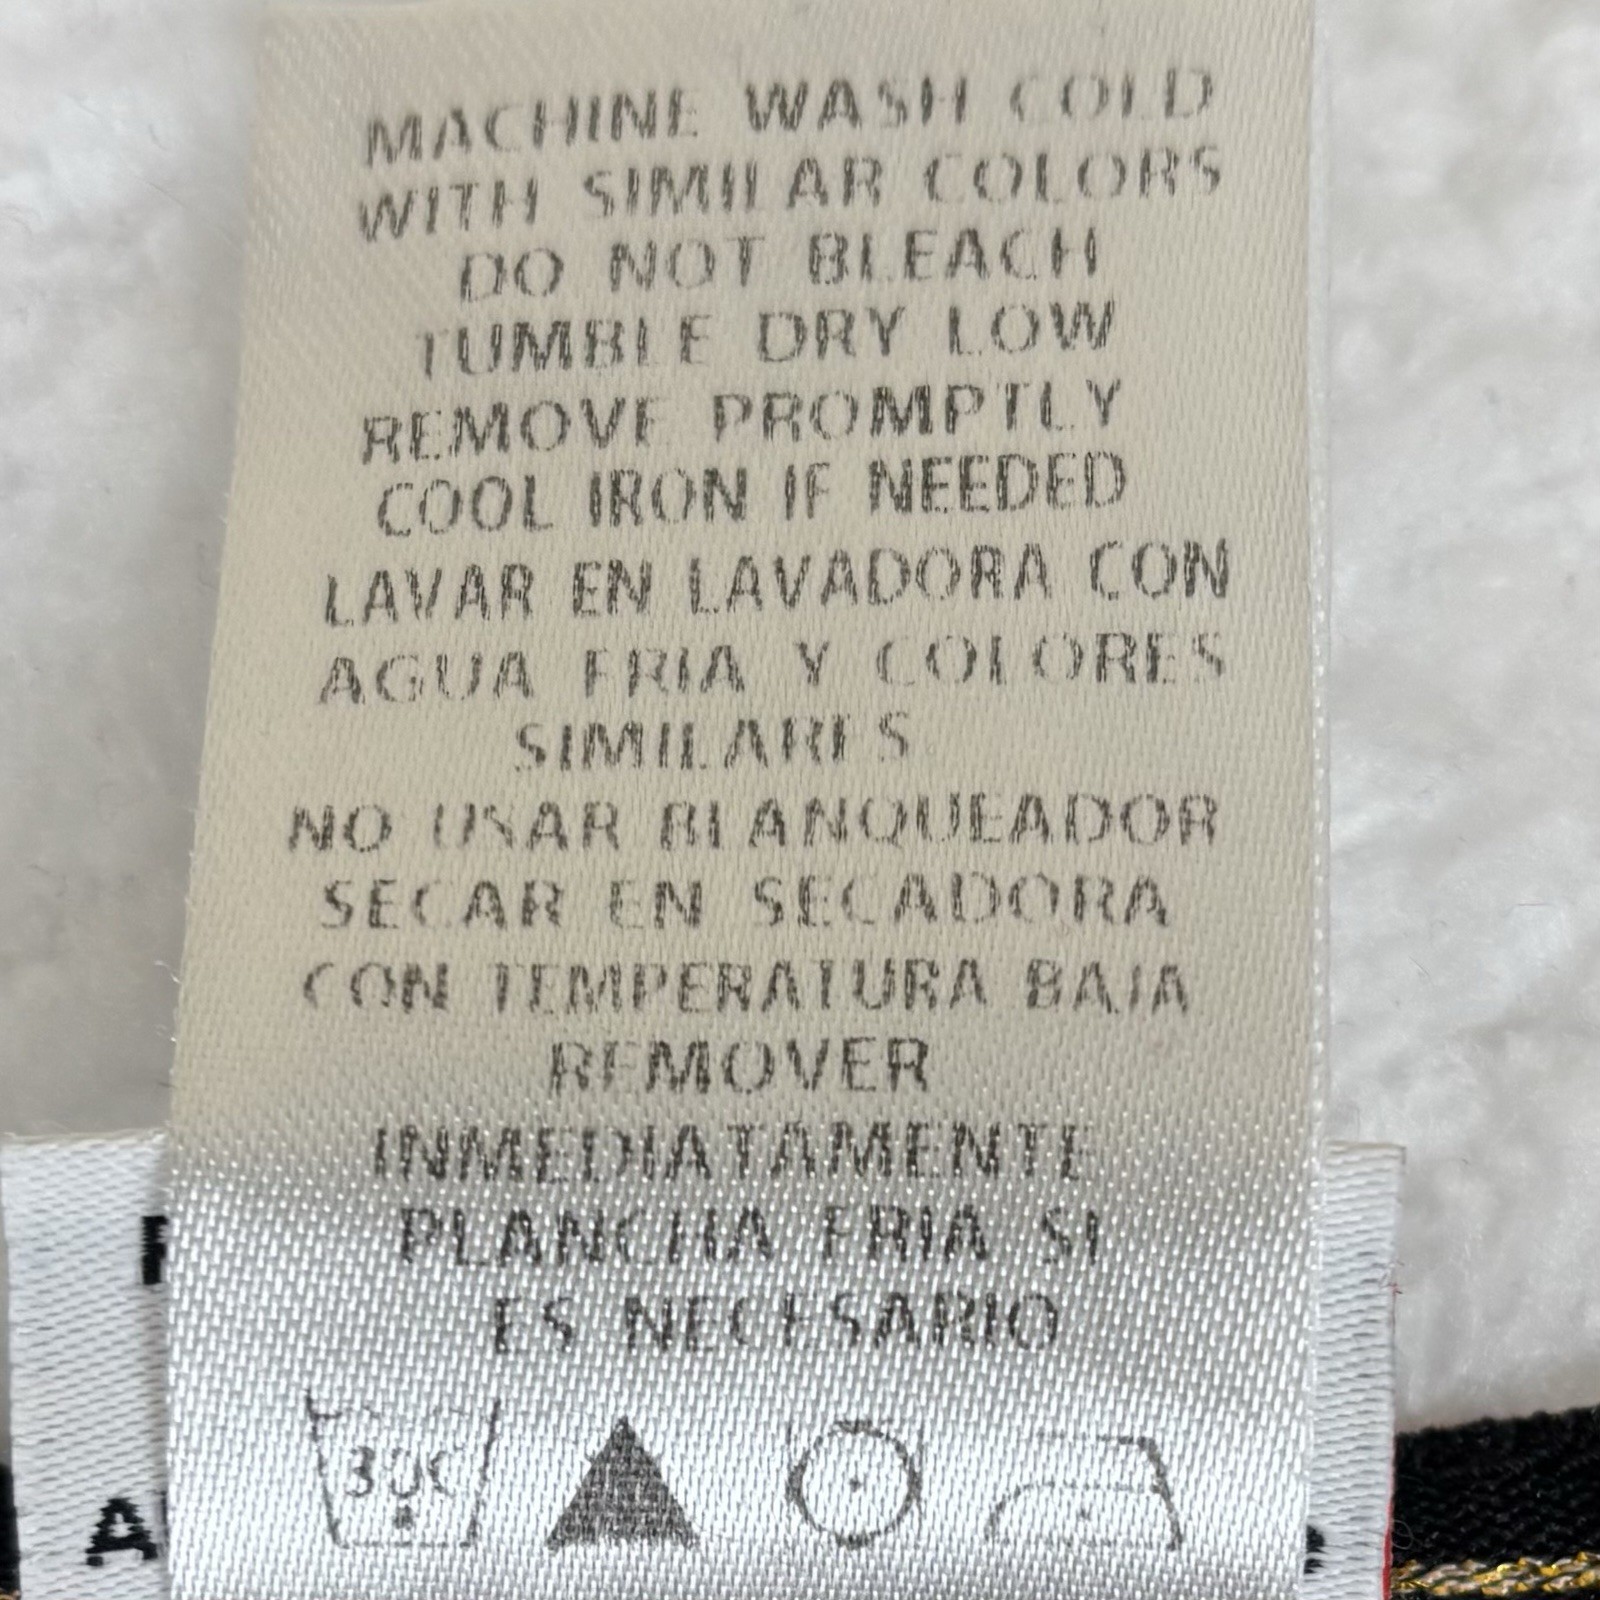 MACHINE WASH COLD
WITH SIMILAR COLORS
DO NOT BLEACH
TUMBLE DRY LOW
REMOVE PROMPTLY
COOL IRON IF NEEDED
LAVAR EN LAVADORA CON
AGUA FRIA Y COLORES
SIMILARES
NO USAR BLANQUEADOR
SECAR EN SECADORA
CON TEMPERATURA BAJA
REMOVER
INMEDIATAMENTE
PLANCHA FRIA SI
ES NECESARIO
30C